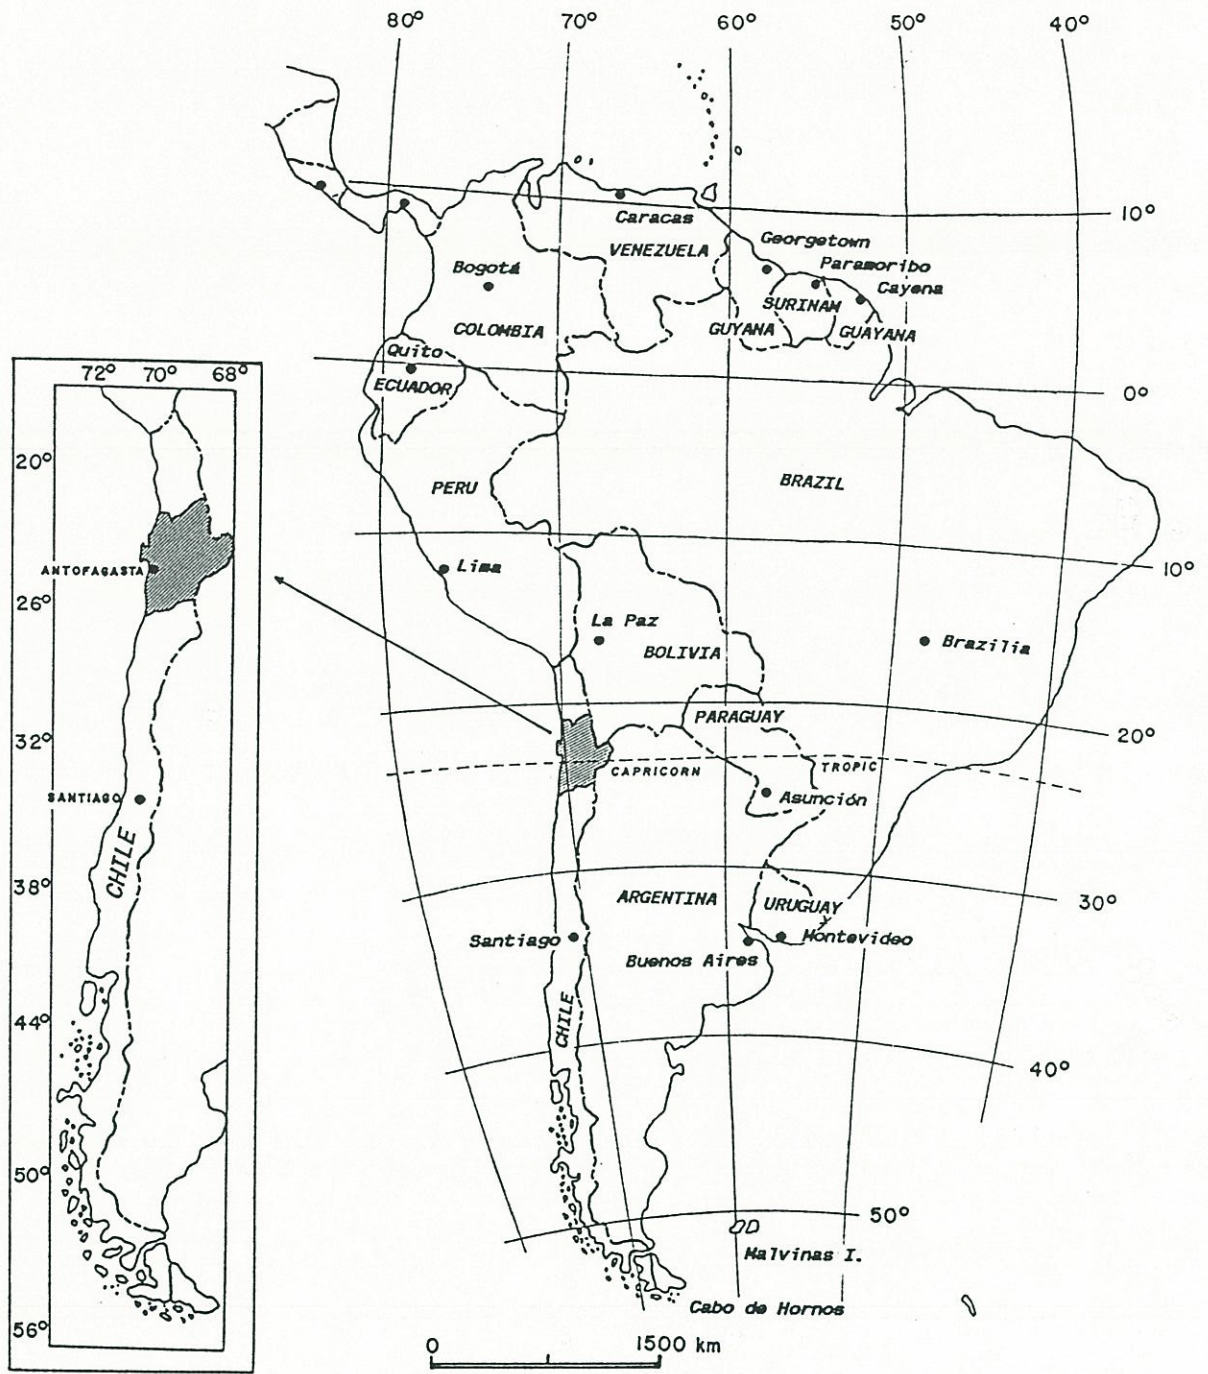 80° 70° 60° 50° 40°
10°
Caracas
VENEZUELA
Georgetown
Paramoribo
Cayena
Bogotá
SURINAM
COLOMBIA
GUYANA
GUAYANA
Quito
ECUADOR
0°
PERU
BRAZIL
Lima
10°
La Paz
BOLIVIA
Brazilia
PARAGUAY
20°
CAPRICORN TROPIC
Asunción
ARGENTINA
URUGUAY
30°
Santiago
Montevideo
Buenos Aires
CHILE
40°
50°
Malvinas I.
Cabo de Hornos
0 1500 km
72° 70° 68°
20°
ANTOFAGASTA
26°
32°
SANTIAGO
CHILE
38°
44°
50°
56°